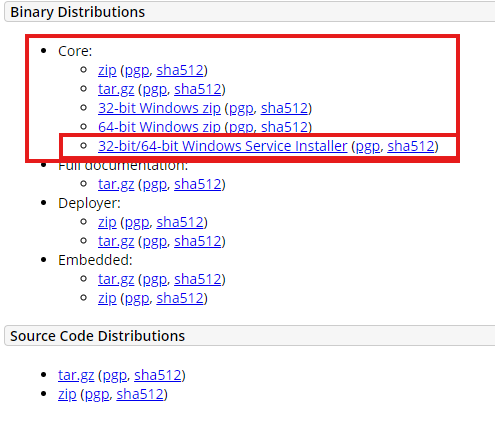 Binary Distributions
Core:
zip (pgp, sha512)
tar.gz (pgp, sha512)
32-bit Windows zip (pgp, sha512)
64-bit Windows zip (pgp, sha512)
32-bit/64-bit Windows Service Installer (pgp, sha512)
Full documentation:
tar.gz (pgp, sha512)
Deployer:
zip (pgp, sha512)
tar.gz (pgp, sha512)
Embedded:
tar.gz (pgp, sha512)
zip (pgp, sha512)
Source Code Distributions
tar.gz (pgp, sha512)
zip (pgp, sha512)